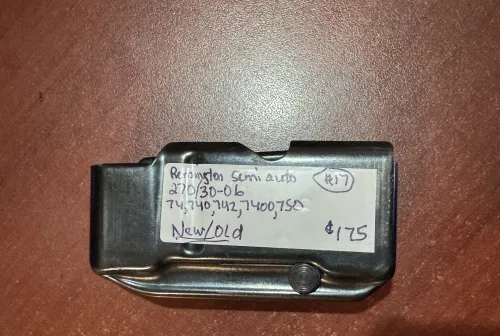 Remington Semi auto #17
270/30-06
74,740,742,7400,750
New/Old ¢175